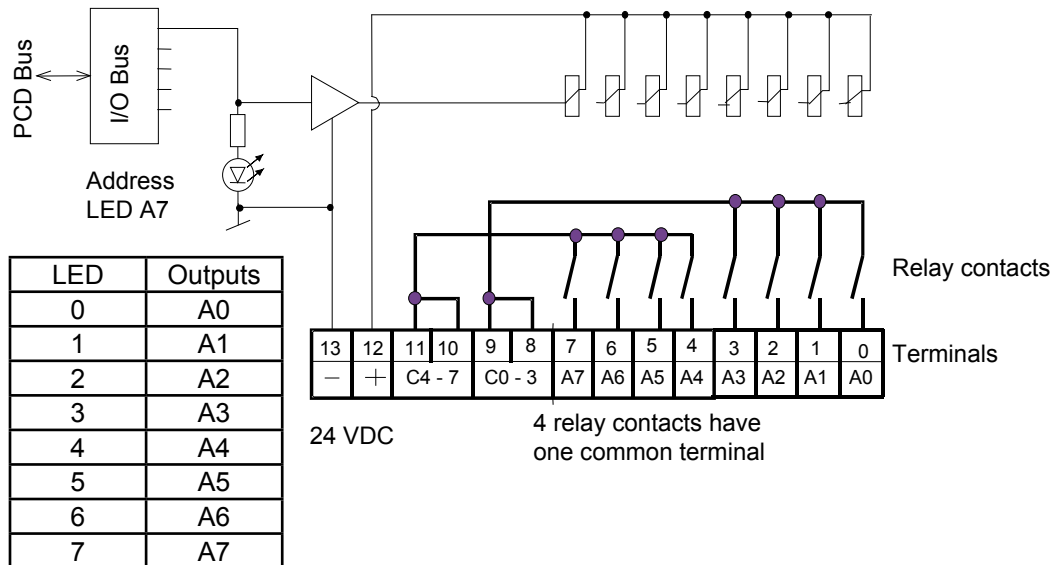 PCD Bus
I/O Bus
Address
LED A7
LED Outputs
0 A0
1 A1
2 A2
3 A3
4 A4
5 A5
6 A6
7 A7
Relay contacts
13 12 11 10 9 8 7 6 5 4 3 2 1 0
Terminals
− + C4 - 7 C0 - 3 A7 A6 A5 A4 A3 A2 A1 A0
24 VDC
4 relay contacts have
one common terminal